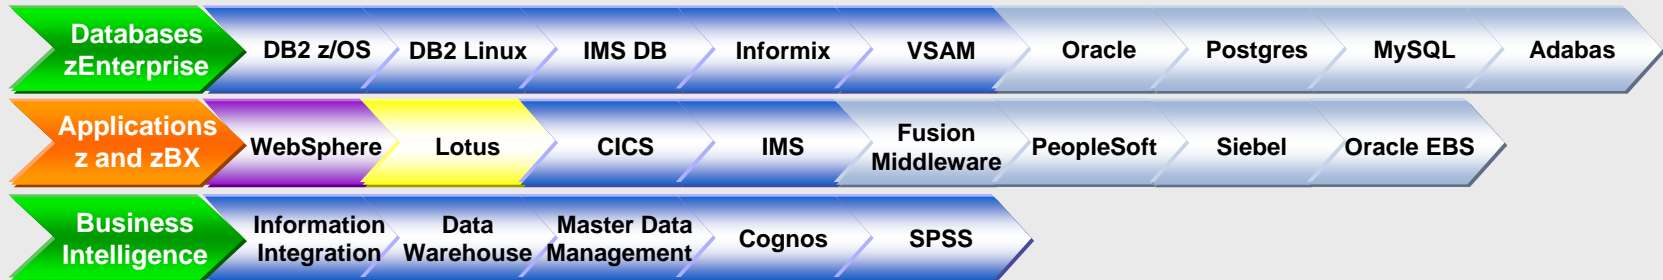 Databases
zEnterprise
DB2 z/OS
DB2 Linux
IMS DB
Informix
VSAM
Oracle
Postgres
MySQL
Adabas
Applications
z and zBX
WebSphere
Lotus
CICS
IMS
Fusion
Middleware
PeopleSoft
Siebel
Oracle EBS
Business
Intelligence
Information
Integration
Data
Warehouse
Master Data
Management
Cognos
SPSS